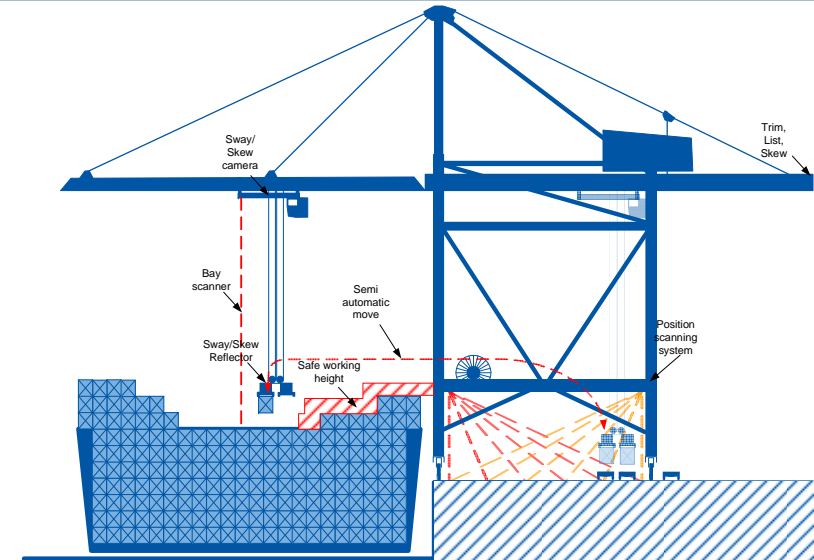 Trim,
List,
Skew
Sway/
Skew
camera
Bay
scanner
Semi
automatic
move
Position
scanning
system
Sway/Skew
Reflector
Safe working
height